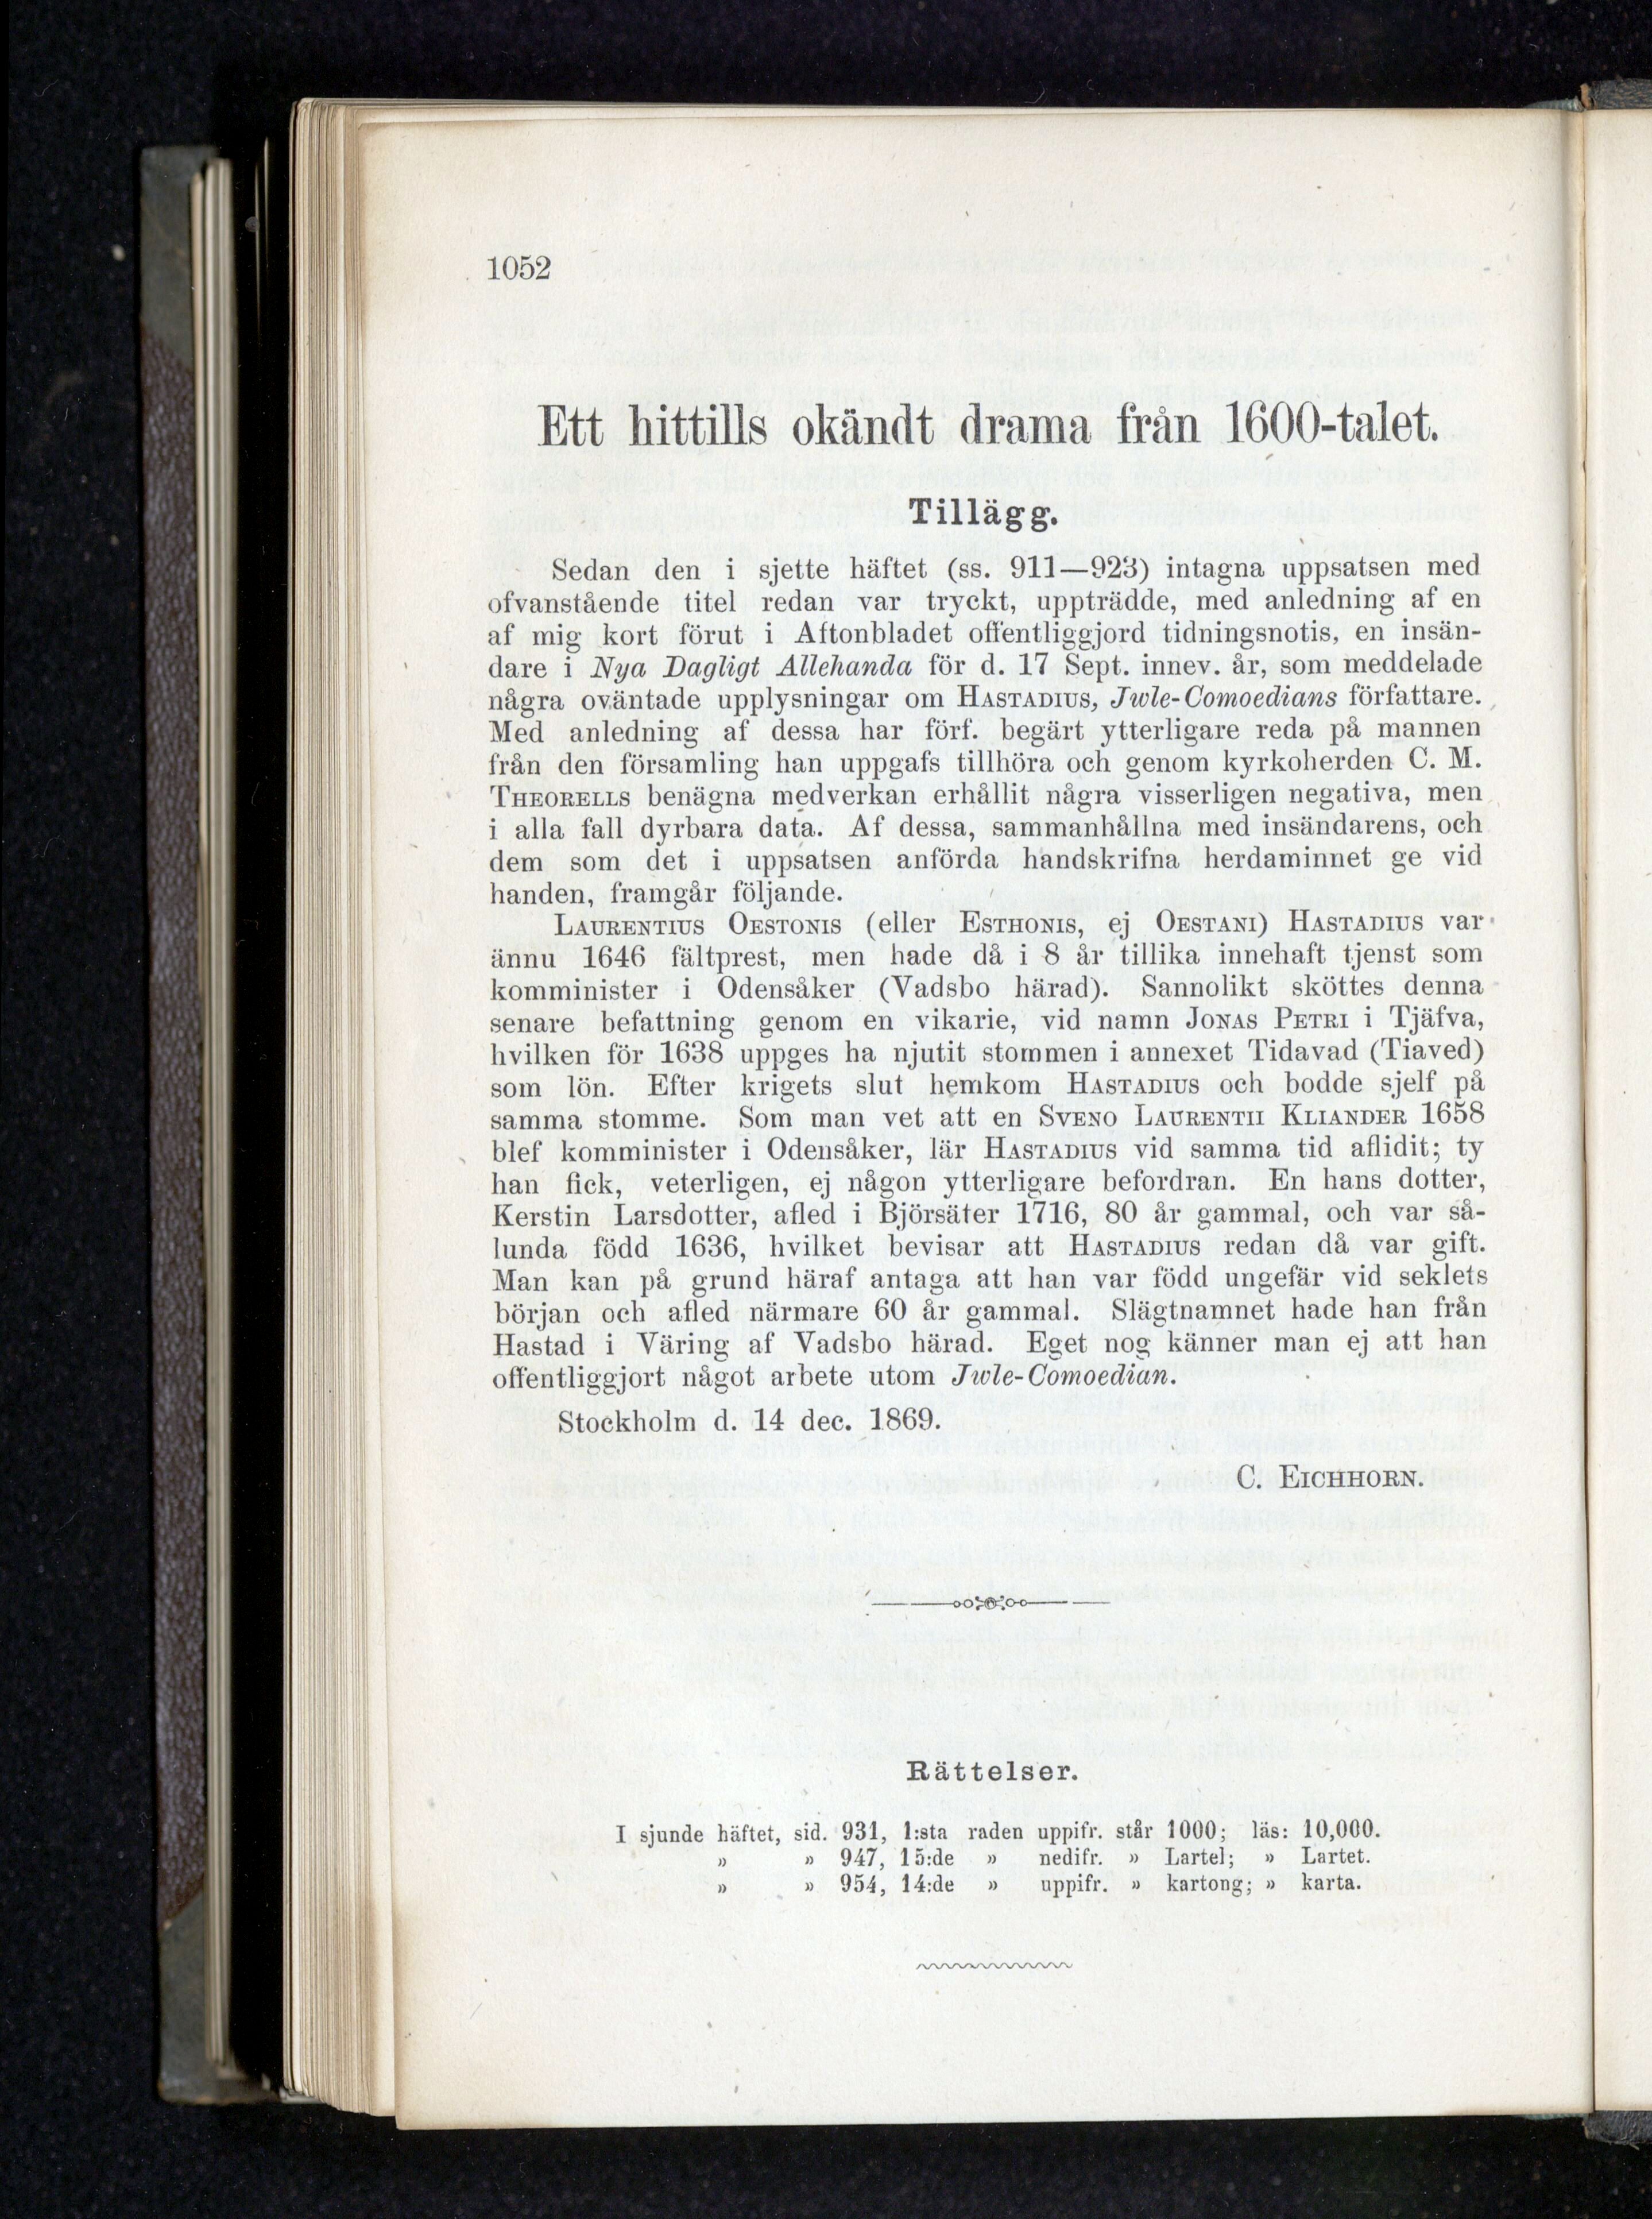 1052
Ett hittills okändt drama från 1600-talet.
Tillägg.
Sedan den i sjette häftet (ss. 911—923) intagna uppsatsen med
ofvanstående titel redan var tryckt, uppträdde, med anledning af en
af mig kort förut i Aftonbladet offentliggjord tidningsnotis, en insän-
dare i Nya Dagligt Allehanda för d. 17 Sept. innev. år, som meddelade
några oväntade upplysningar om HASTADIUS, Jwle-Comoedians författare.
Med anledning af dessa har förf. begärt ytterligare reda på mannen
från den församling han uppgafs tillhöra och genom kyrkoherden C. M.
THEORELLS benägna medverkan erhållit några visserligen negativa, men
i alla fall dyrbara data. Af dessa, sammanhållna med insändarens, och
dem som det i uppsatsen anförda handskrifna herdaminnet ge vid
handen, framgår följande.
LAURENTIUS OESTONIS (eller ESTHONIS, ej OESTANI) HASTADIUS var
ännu 1646 fältprest, men hade då i 8 år tillika innehaft tjenst som
komminister i Odensåker (Vadsbo härad). Sannolikt sköttes denna
senare befattning genom en vikarie, vid namn JONAS PETRI i Tjäfva,
hvilken för 1638 uppges ha njutit stommen i annexet Tidavad (Tiaved)
som lön. Efter krigets slut hemkom HASTADIUS och bodde sjelf på
samma stomme. Som man vet att en SVENO LAURENTII KLIANDER 1658
blef komminister i Odensåker, lär HASTADIUS vid samma tid aflidit; ty
han fick, veterligen, ej någon ytterligare befordran. En hans dotter,
Kerstin Larsdotter, afled i Björsäter 1716, 80 år gammal, och var så-
lunda född 1636, hvilket bevisar att HASTADIUS redan då var gift.
Man kan på grund häraf antaga att han var född ungefär vid seklets
början och afled närmare 60 år gammal. Slägtnamnet hade han från
Hastad i Väring af Vadsbo härad. Eget nog känner man ej att han
offentliggjort något arbete utom Jwle-Comoedian.
Stockholm d. 14 dec. 1869.
C. EICHHORN.
Rättelser.
I sjunde häftet, sid. 931, 1:sta raden uppifr. står 1000; läs: 10,000.
» » 947, 15:de » nedifr. » Lartel; » Lartet.
» » 954, 14:de » uppifr. » kartong; » karta.